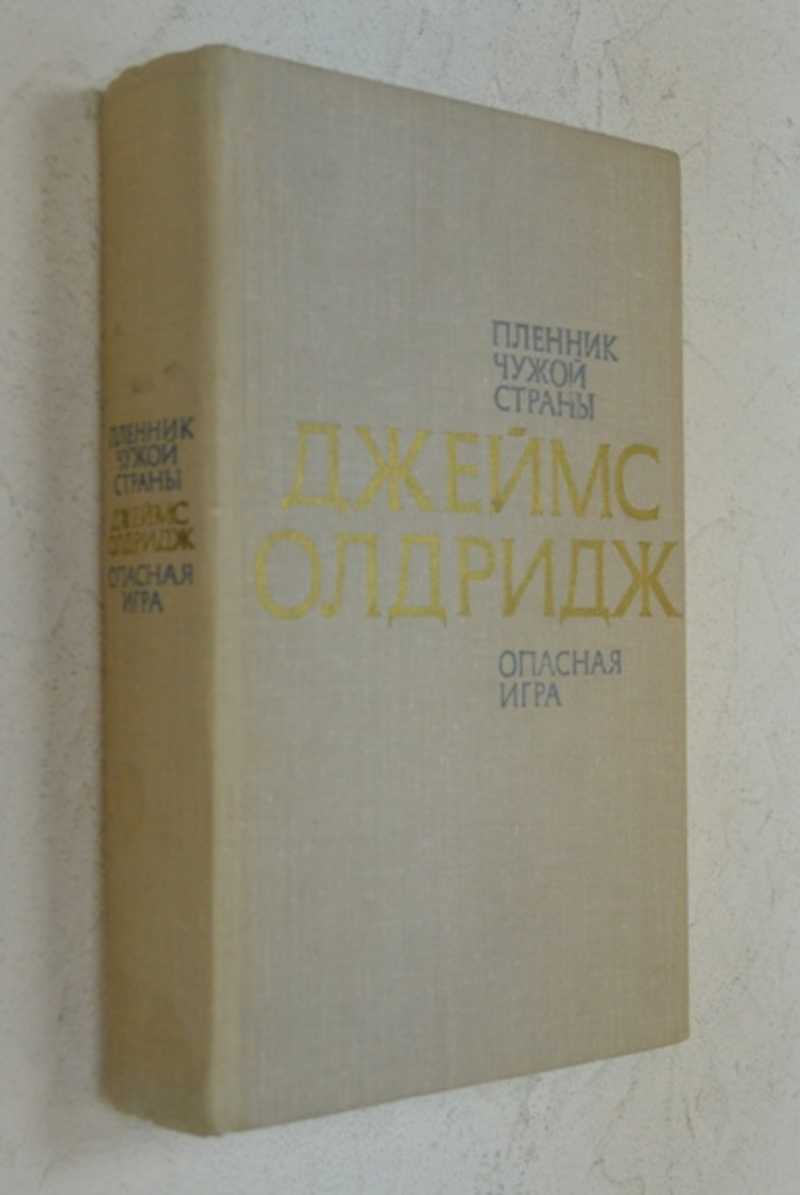 ПЛЕННИК
ЧУЖОЙ
СТРАНЫ
ДЖЕЙМС
ОЛДРИДЖ
ОПАСНАЯ
ИГРА
ПЛЕННИК
ЧУЖОЙ
СТРАНЫ
ДЖЕЙМС
ОЛДРИДЖ
ОПАСНАЯ
ИГРА